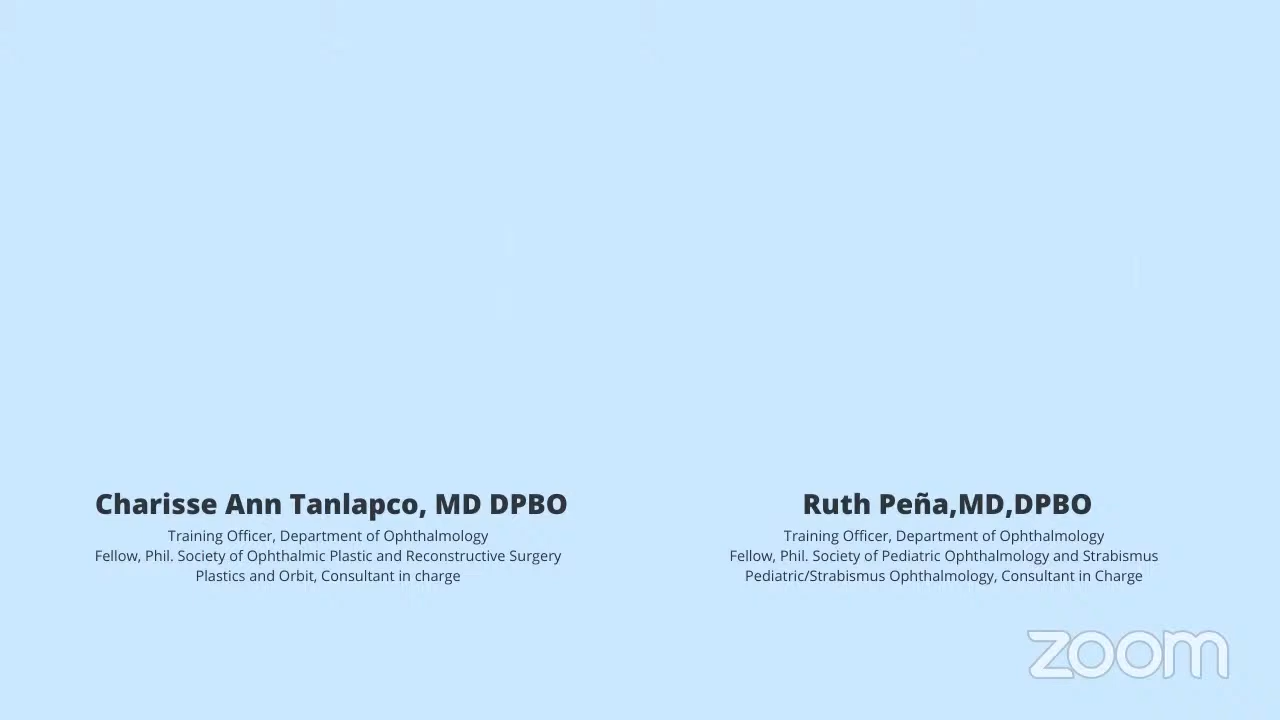 Charisse Ann Tanlapco, MD DPBO
Training Officer, Department of Ophthalmology
Fellow, Phil. Society of Ophthalmic Plastic and Reconstructive Surgery
Plastics and Orbit, Consultant in charge
Ruth Peña,MD,DPBO
Training Officer, Department of Ophthalmology
Fellow, Phil. Society of Pediatric Ophthalmology and Strabismus
Pediatric/Strabismus Ophthalmology, Consultant in Charge
zoom